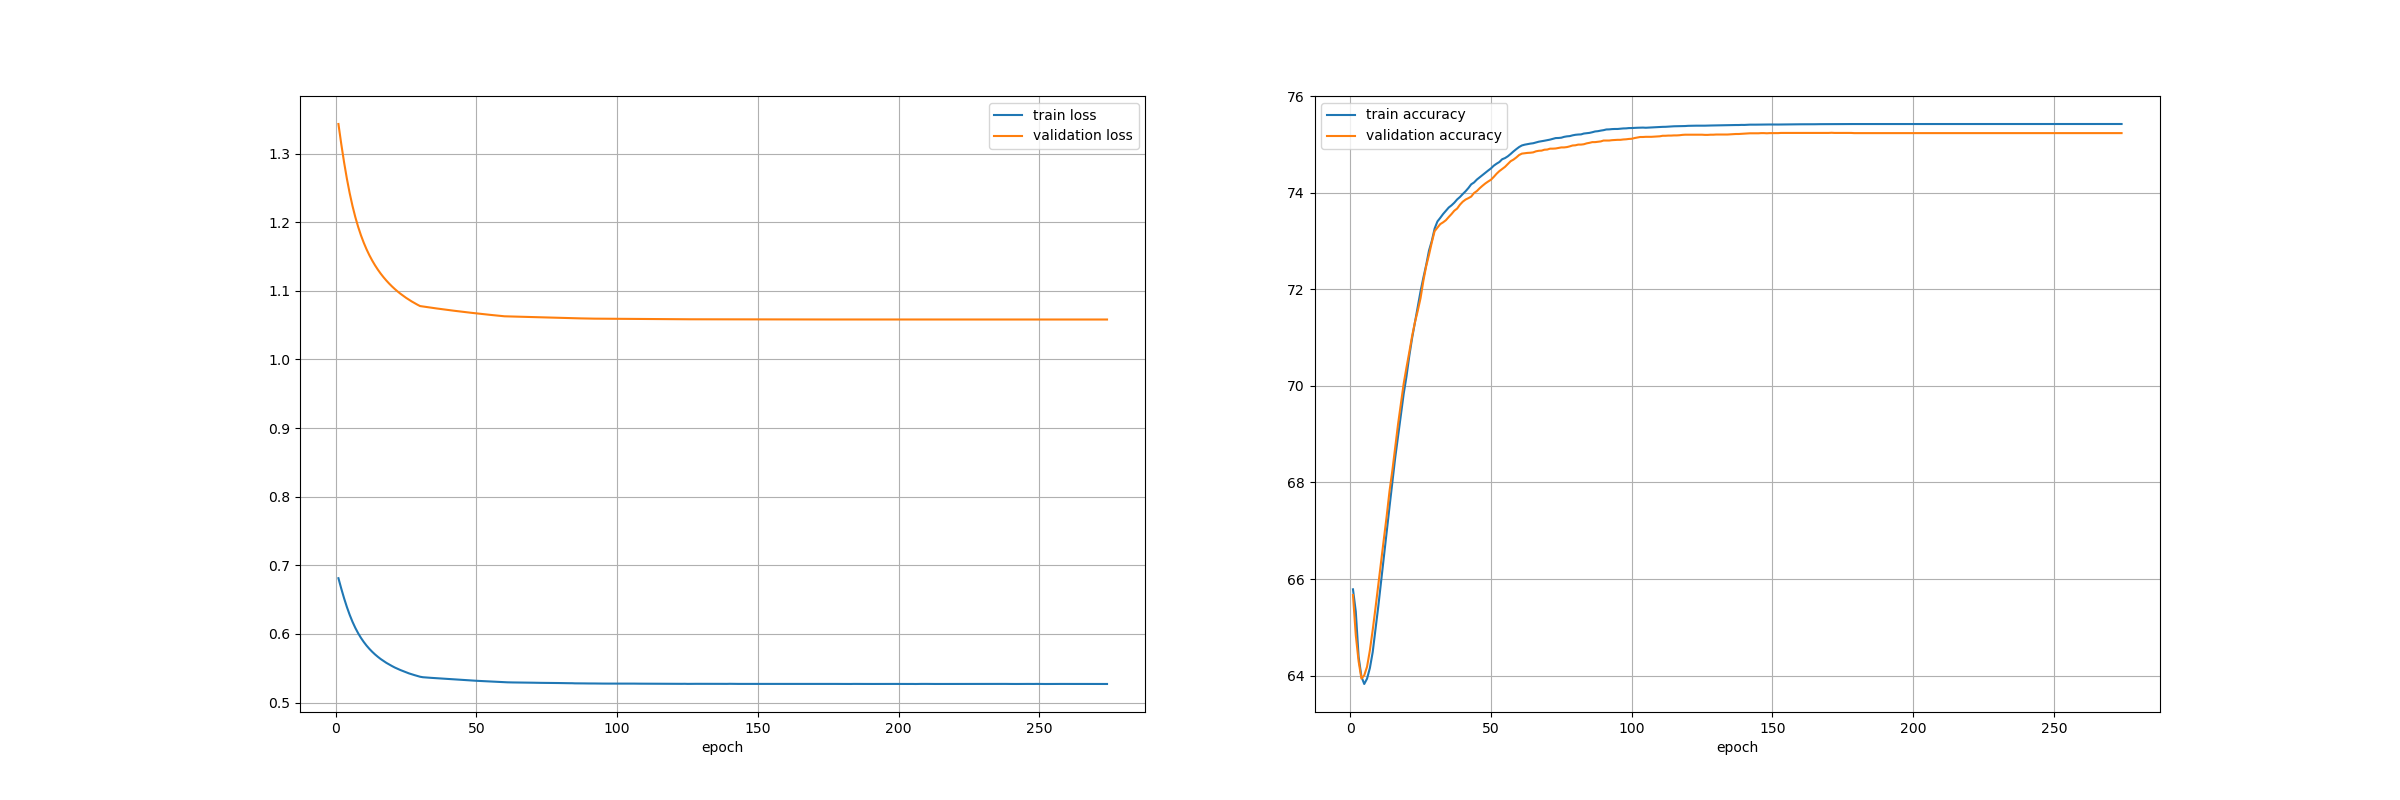 train loss
validation loss
1.3
1.2
1.1
1.0
0.9
0.8
0.7
0.6
0.5
0 50 100 150 200 250
epoch
train accuracy
validation accuracy
76
74
72
70
68
66
64
0 50 100 150 200 250
epoch